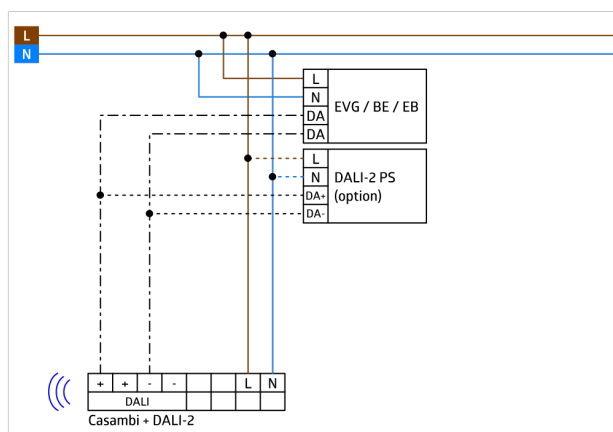 L
N
L
N EVG / BE / EB
DA
DA
L
N DALI-2 PS
DA+ (option)
DA-
+ + - - L N
DALI
Casambi + DALI-2